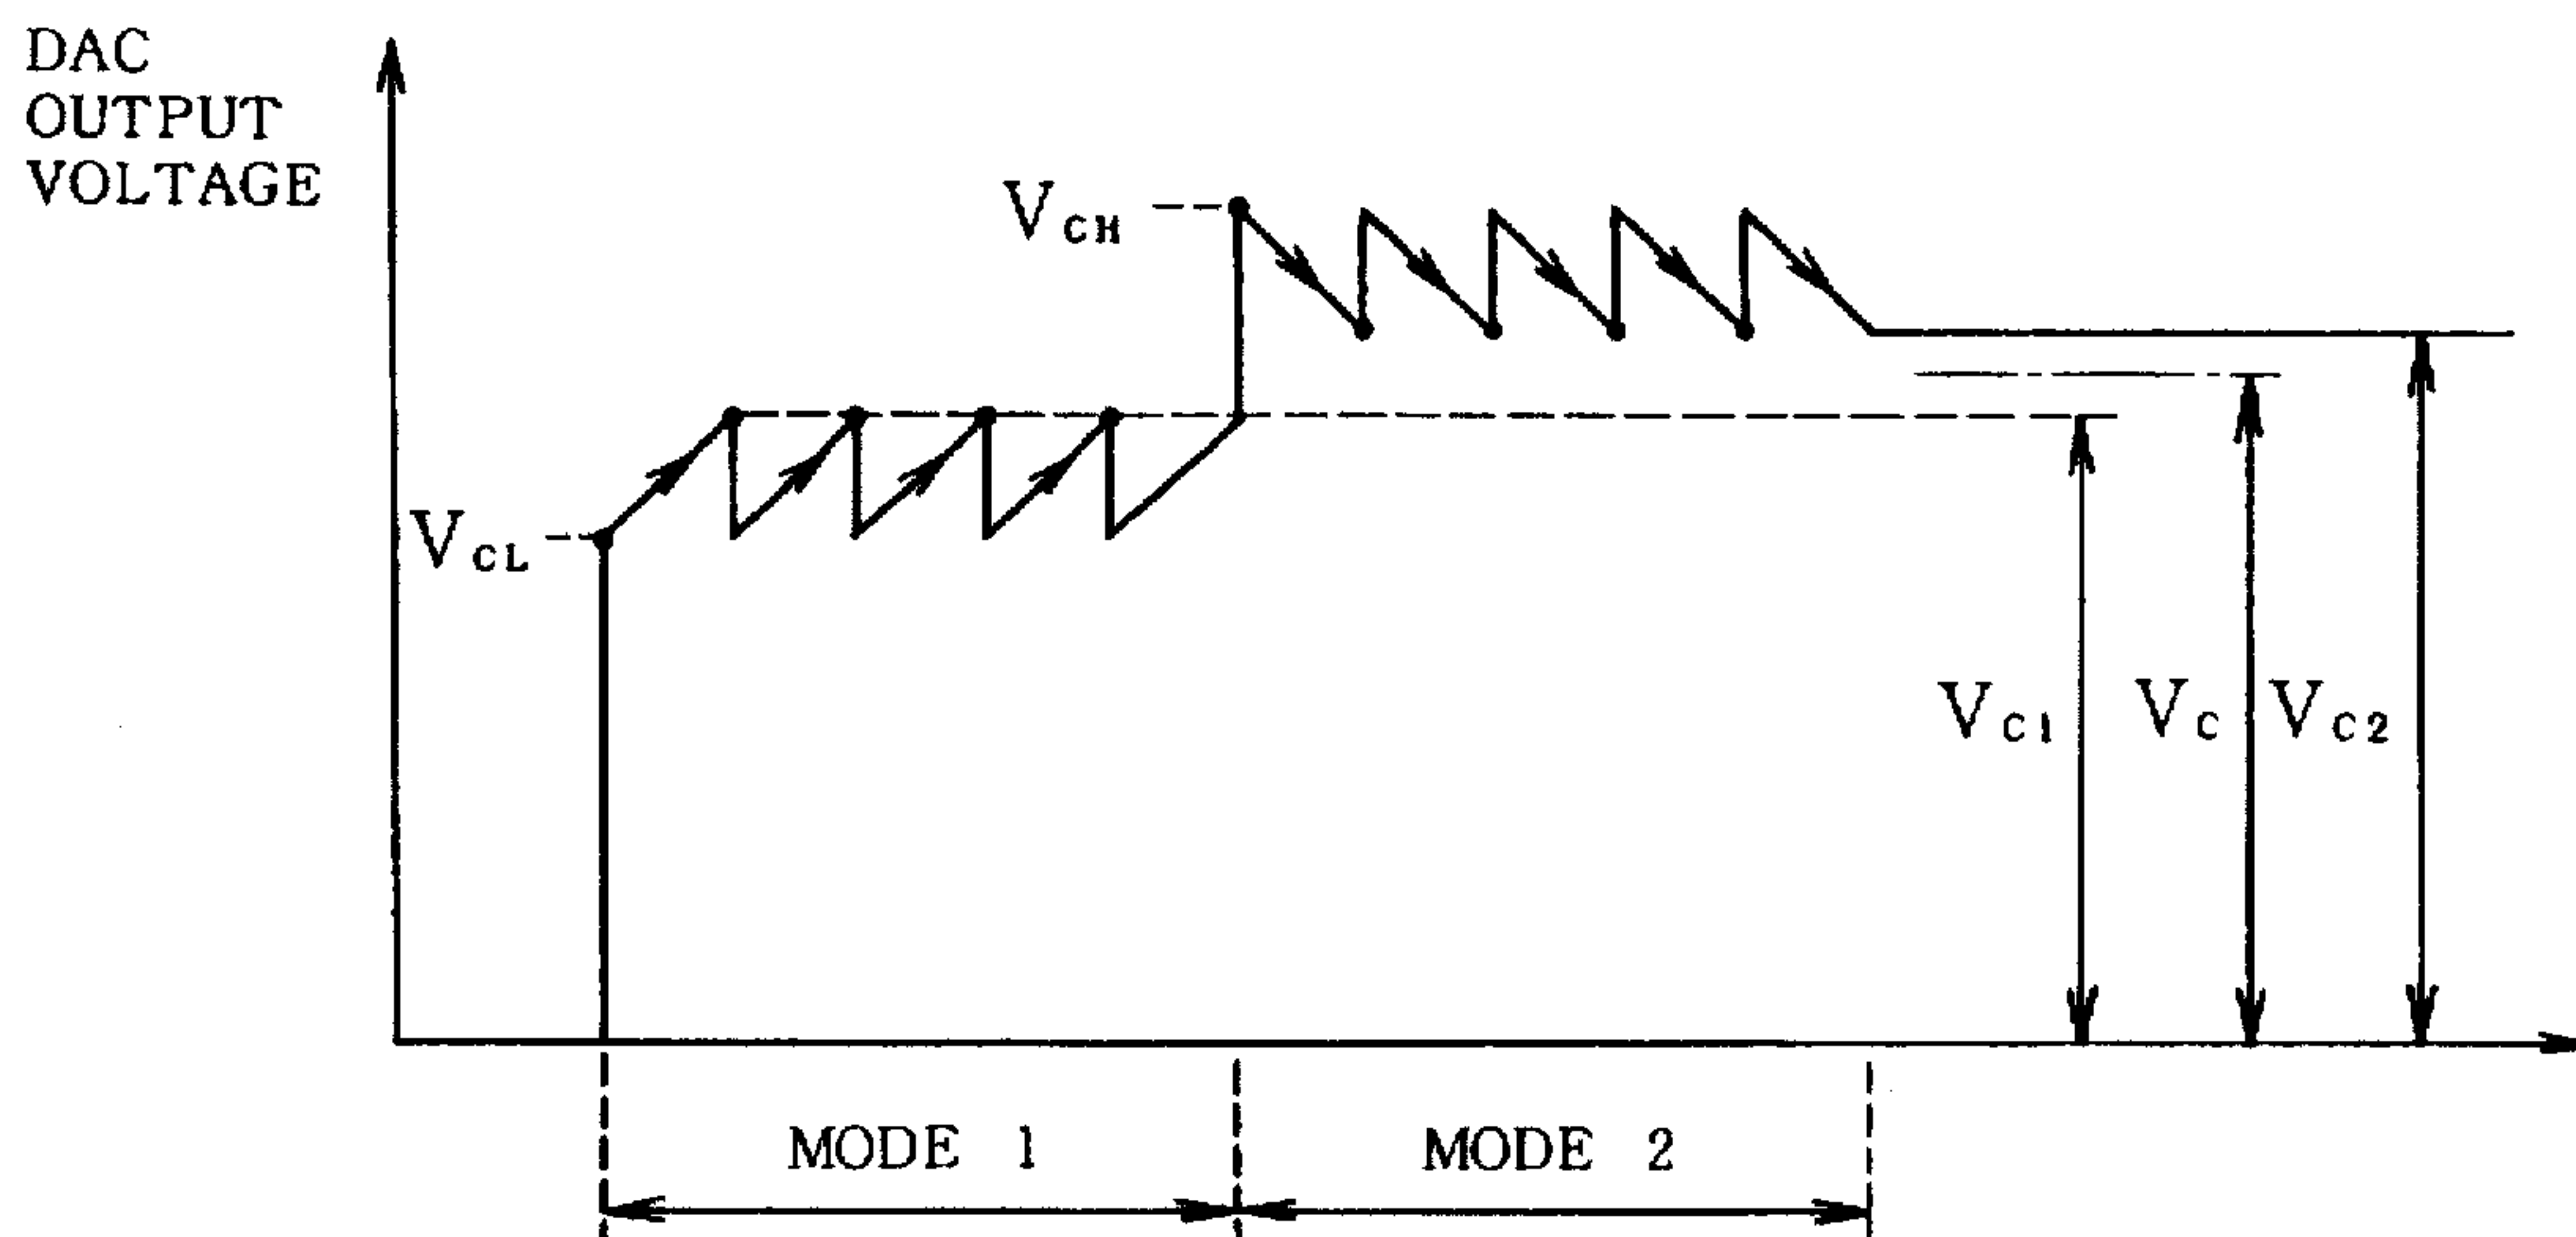 DAC
OUTPUT
VOLTAGE
VCH
VCL
VC1
VC
VC2
MODE 1
MODE 2